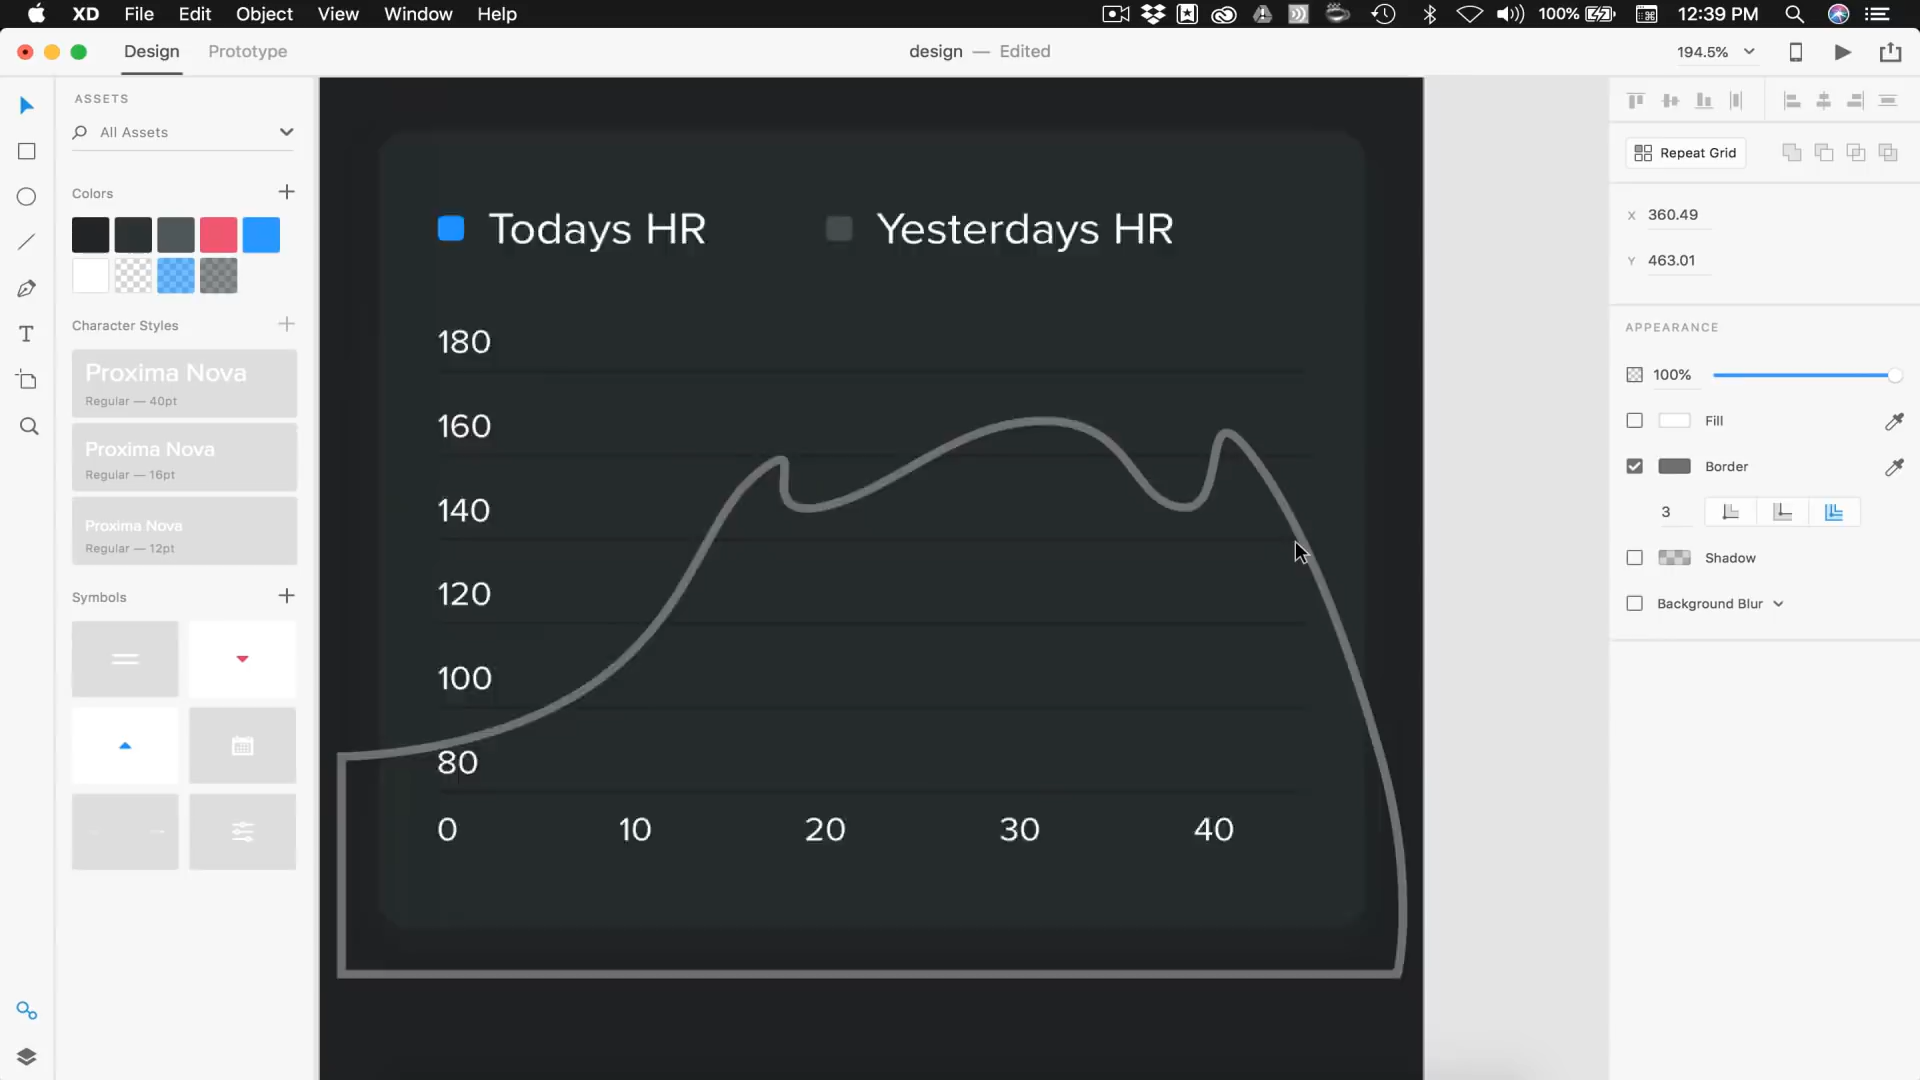 XD File Edit Object View Window Help 100% 12:39 PM
Design Prototype design — Edited 194.5%
ASSETS
All Assets
Colors
Character Styles
Proxima Nova
Regular — 40pt
Proxima Nova
Regular — 16pt
Proxima Nova
Regular — 12pt
Symbols
Todays HR Yesterdays HR
180
160
140
120
100
80
0 10 20 30 40
Repeat Grid
X 360.49
Y 463.01
APPEARANCE
100%
Fill
Border
3
Shadow
Background Blur